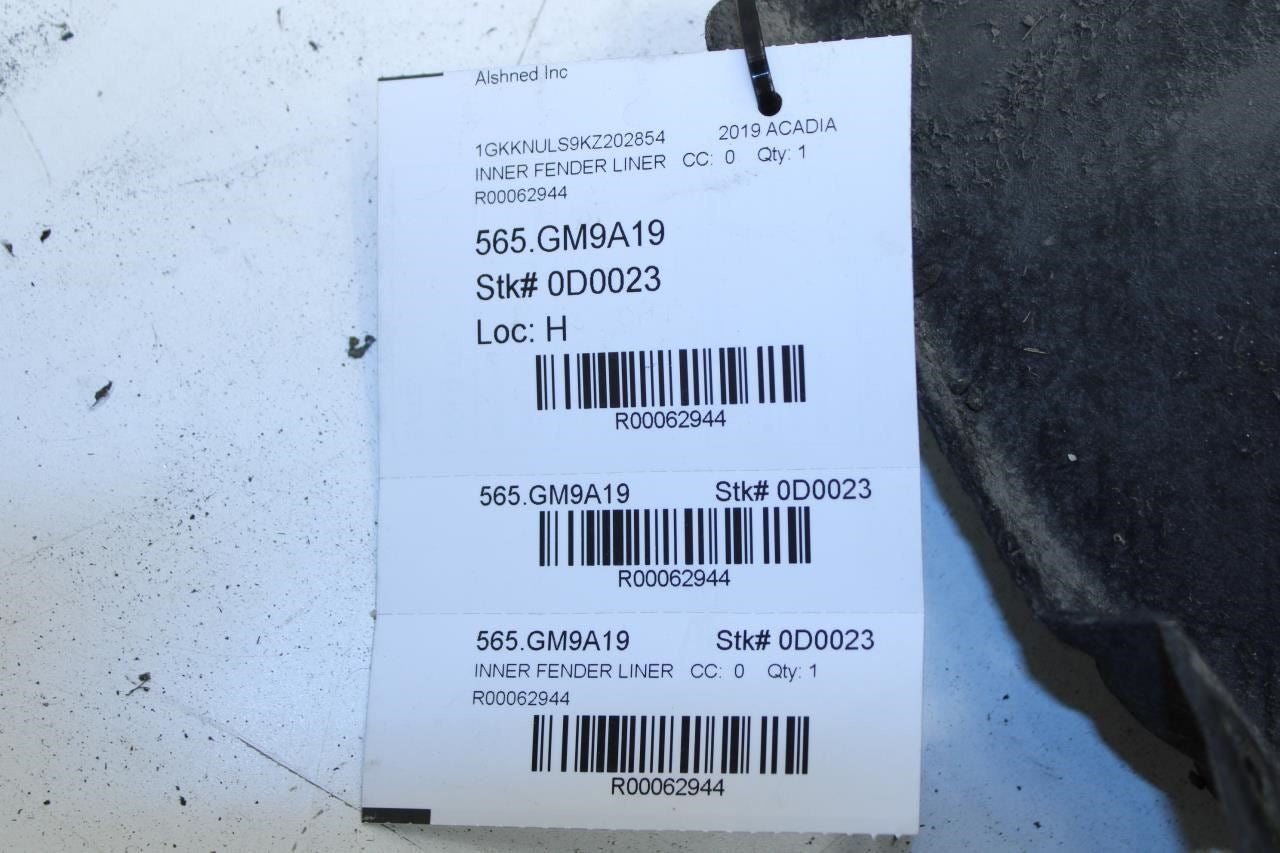 Alshned Inc
1GKKNULS9KZ202854 2019 ACADIA
INNER FENDER LINER CC: 0 Qty: 1
R00062944
565.GM9A19
Stk# 0D0023
Loc: H
R00062944
565.GM9A19 Stk# 0D0023
R00062944
565.GM9A19 Stk# 0D0023
INNER FENDER LINER CC: 0 Qty: 1
R00062944
R00062944